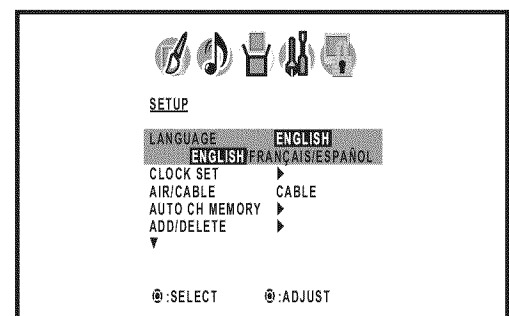 SETUP
LANGUAGE ENGLISH
ENGLISH/FRANÇAIS/ESPAÑOL
CLOCK SET
AIR/CABLE CABLE
AUTO CH MEMORY
ADD/DELETE
:SELECT :ADJUST